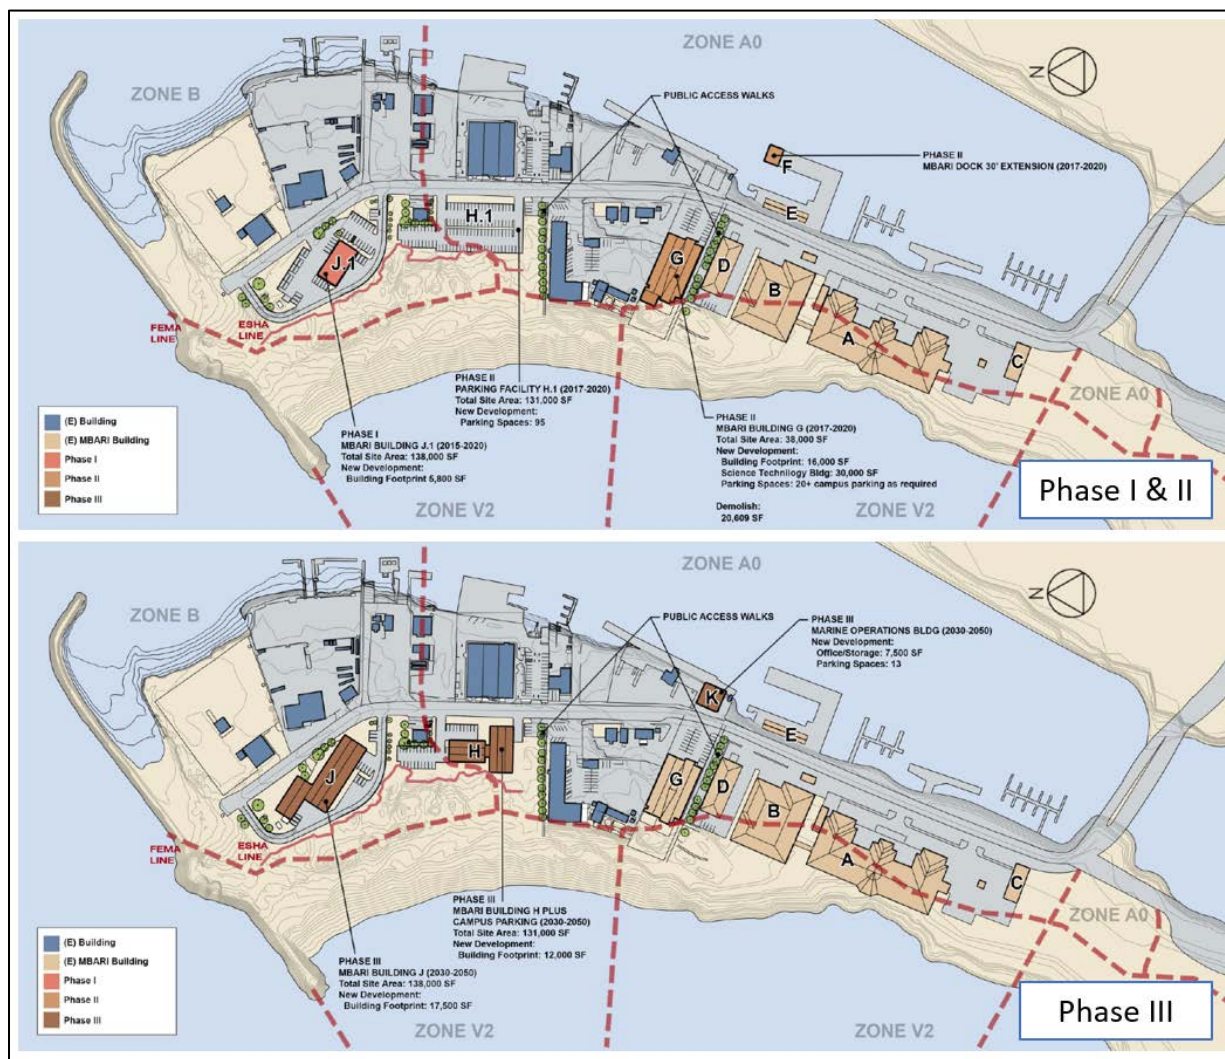 ZONE A0
ZONE B
N
PUBLIC ACCESS WALKS
F
PHASE II
MBARI DOCK 30' EXTENSION (2017-2020)
E
H.1
J.1
G
D
B
A
C
FEMA
LINE
ESHA
LINE
ZONE A0
PHASE II
PARKING FACILITY H.1 (2017-2020)
Total Site Area: 131,000 SF
New Development:
Parking Spaces: 95
PHASE I
MBARI BUILDING J.1 (2015-2020)
Total Site Area: 138,000 SF
New Development:
Building Footprint 5,800 SF
PHASE II
MBARI BUILDING G (2017-2020)
Total Site Area: 38,000 SF
New Development:
Building Footprint: 16,000 SF
Science Technilogy Bldg: 30,000 SF
Parking Spaces: 20+ campus parking as required
Demolish:
20,609 SF
(E) Building
(E) MBARI Building
Phase I
Phase II
Phase III
ZONE V2
ZONE V2
Phase I & II
ZONE A0
ZONE B
N
PUBLIC ACCESS WALKS
PHASE III
MARINE OPERATIONS BLDG (2030-2050)
New Development:
Office/Storage: 7,500 SF
Parking Spaces: 13
K
E
H
J
G
D
B
A
C
FEMA
LINE
ESHA
LINE
ZONE A0
PHASE III
MBARI BUILDING H PLUS
CAMPUS PARKING (2030-2050)
Total Site Area: 131,000 SF
New Development:
Building Footprint: 12,000 SF
PHASE III
MBARI BUILDING J (2030-2050)
Total Site Area: 138,000 SF
New Development:
Building Footprint: 17,500 SF
(E) Building
(E) MBARI Building
Phase I
Phase II
Phase III
ZONE V2
ZONE V2
Phase III